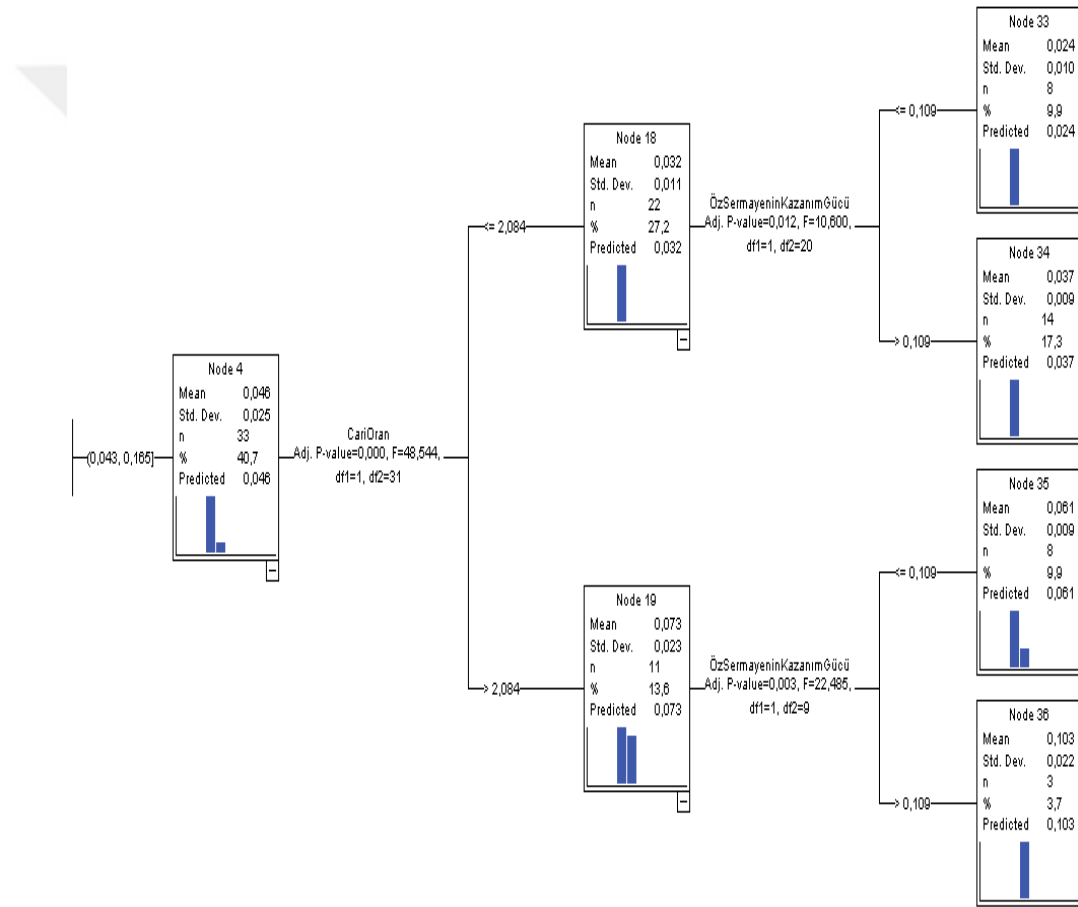 (0,043, 0,165]
Node 4
Mean 0,046
Std. Dev. 0,025
n 33
% 40,7
Predicted 0,046
CariOran
Adj. P-value=0,000, F=48,544,
df1=1, df2=31
<= 2,084
Node 18
Mean 0,032
Std. Dev. 0,011
n 22
% 27,2
Predicted 0,032
ÖzSermayeninKazanımGücü
Adj. P-value=0,012, F=10,600,
df1=1, df2=20
<= 0,109
Node 33
Mean 0,024
Std. Dev. 0,010
n 8
% 9,9
Predicted 0,024
> 0,109
Node 34
Mean 0,037
Std. Dev. 0,009
n 14
% 17,3
Predicted 0,037
> 2,084
Node 19
Mean 0,073
Std. Dev. 0,023
n 11
% 13,6
Predicted 0,073
ÖzSermayeninKazanımGücü
Adj. P-value=0,003, F=22,485,
df1=1, df2=9
<= 0,109
Node 35
Mean 0,061
Std. Dev. 0,009
n 8
% 9,9
Predicted 0,061
> 0,109
Node 36
Mean 0,103
Std. Dev. 0,022
n 3
% 3,7
Predicted 0,103